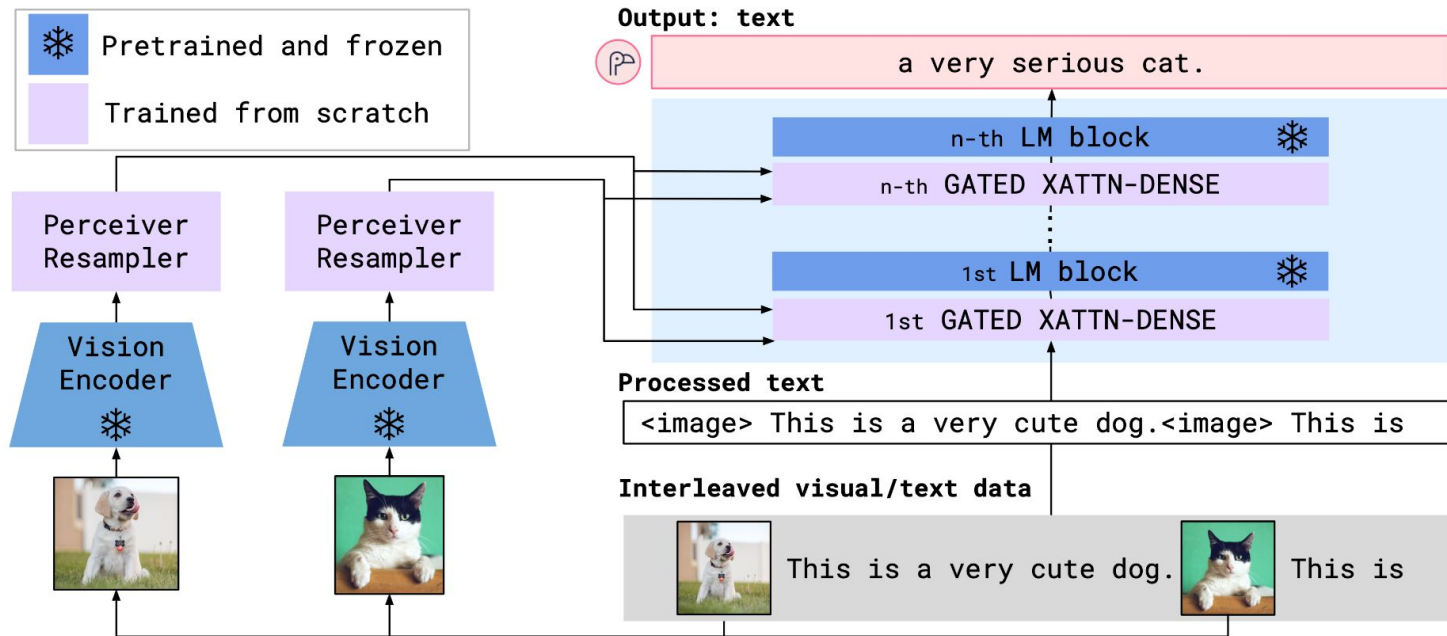 Pretrained and frozen
Trained from scratch
Output: text
a very serious cat.
n-th LM block
n-th GATED XATTN-DENSE
1st LM block
1st GATED XATTN-DENSE
Perceiver
Resampler
Perceiver
Resampler
Vision
Encoder
Vision
Encoder
Processed text
<image> This is a very cute dog.<image> This is
Interleaved visual/text data
This is a very cute dog.
This is